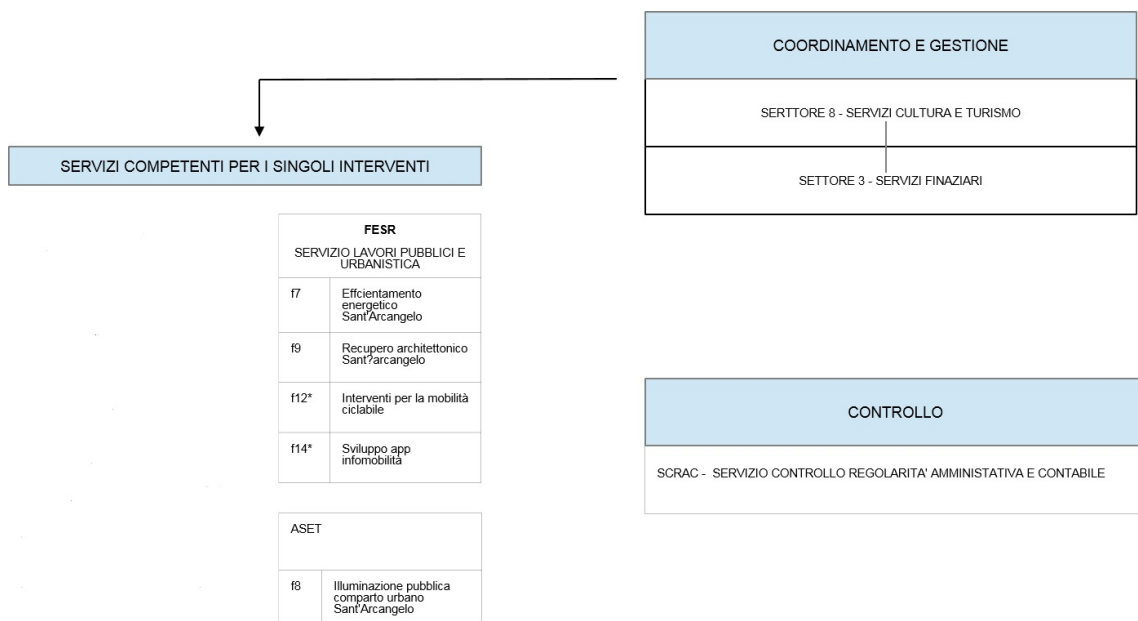 COORDINAMENTO E GESTIONE
SERTTORE 8 - SERVIZI CULTURA E TURISMO
SETTORE 3 - SERVIZI FINAZIARI
SERVIZI COMPETENTI PER I SINGOLI INTERVENTI
FESR
SERVIZIO LAVORI PUBBLICI E
URBANISTICA
f7 Effcientamento
energetico
Sant'Arcangelo
f9 Recupero architettonico
Sant?arcangelo
f12* Interventi per la mobilità
ciclabile
f14* Sviluppo app
infomobilità
ASET
f8 Illuminazione pubblica
comparto urbano
Sant'Arcangelo
CONTROLLO
SCRAC - SERVIZIO CONTROLLO REGOLARITA' AMMINISTATIVA E CONTABILE